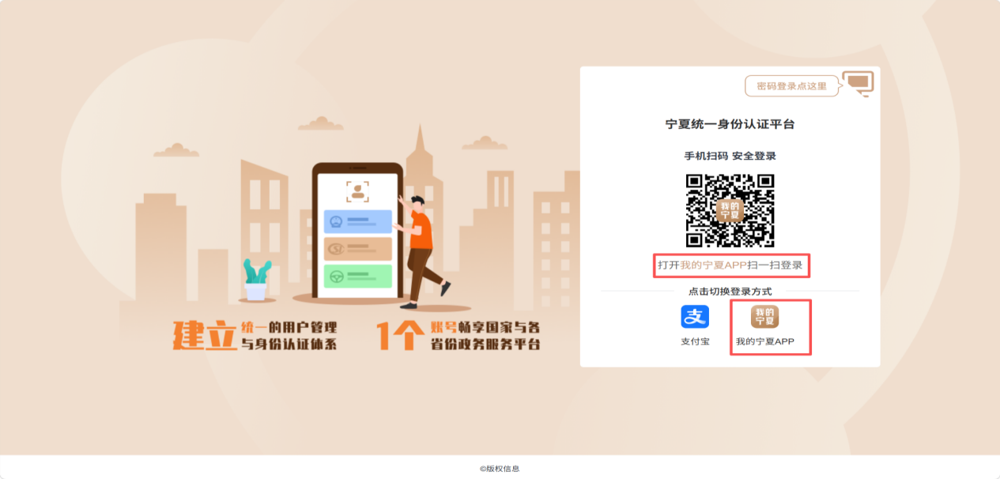 密码登录点这里
宁夏统一身份认证平台
手机扫码 安全登录
我的
宁夏
打开我的宁夏APP扫一扫登录
点击切换登录方式
支
我的
宁夏
支付宝
我的宁夏APP
建立 统一的用户管理
与身份认证体系
1个 账号畅享国家与各
省份政务服务平台
©版权信息